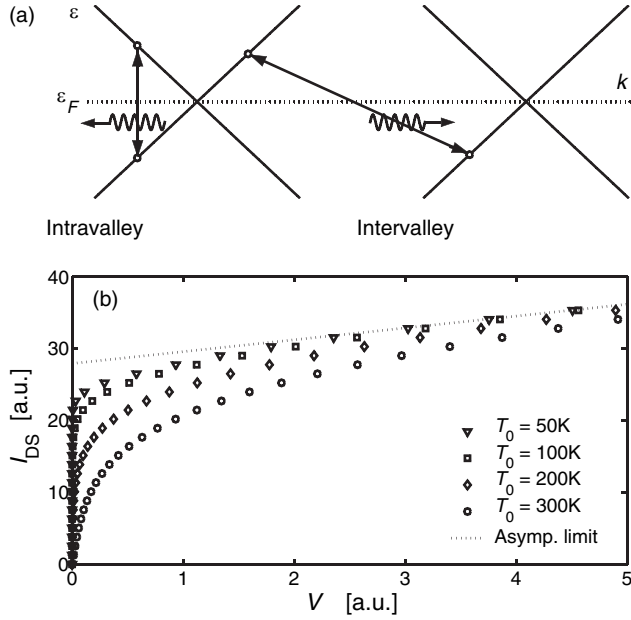 (a)
ε
ε_F
k
Intravalley
Intervalley
(b)
40
30
20
10
0
I_DS [a.u.]
T_0 = 50K
T_0 = 100K
T_0 = 200K
T_0 = 300K
Asymp. limit
0 1 2 3 4 5
V [a.u.]